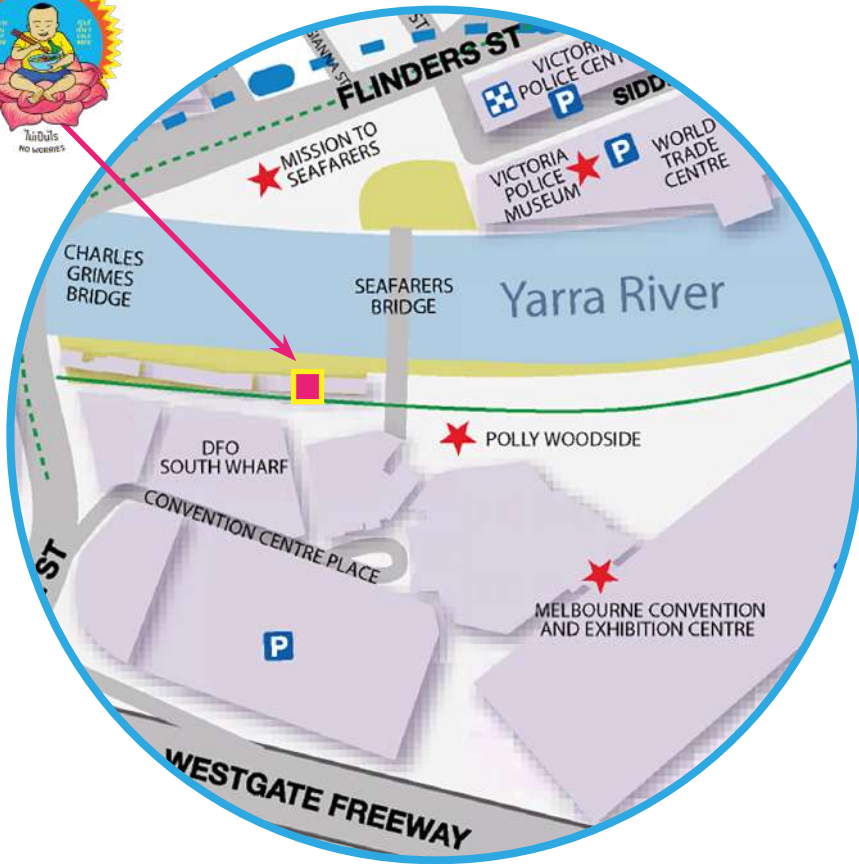 ไม่เป็นไร
NO WORRIES
ST
FLINDERS ST
VICTORIA
POLICE CENT
P
SIDD
MISSION TO
SEAFARERS
VICTORIA
POLICE
MUSEUM
P
WORLD
TRADE
CENTRE
CHARLES
GRIMES
BRIDGE
SEAFARERS
BRIDGE
Yarra River
DFO
SOUTH WHARF
POLLY WOODSIDE
CONVENTION CENTRE PLACE
ST
MELBOURNE CONVENTION
AND EXHIBITION CENTRE
P
WESTGATE FREEWAY